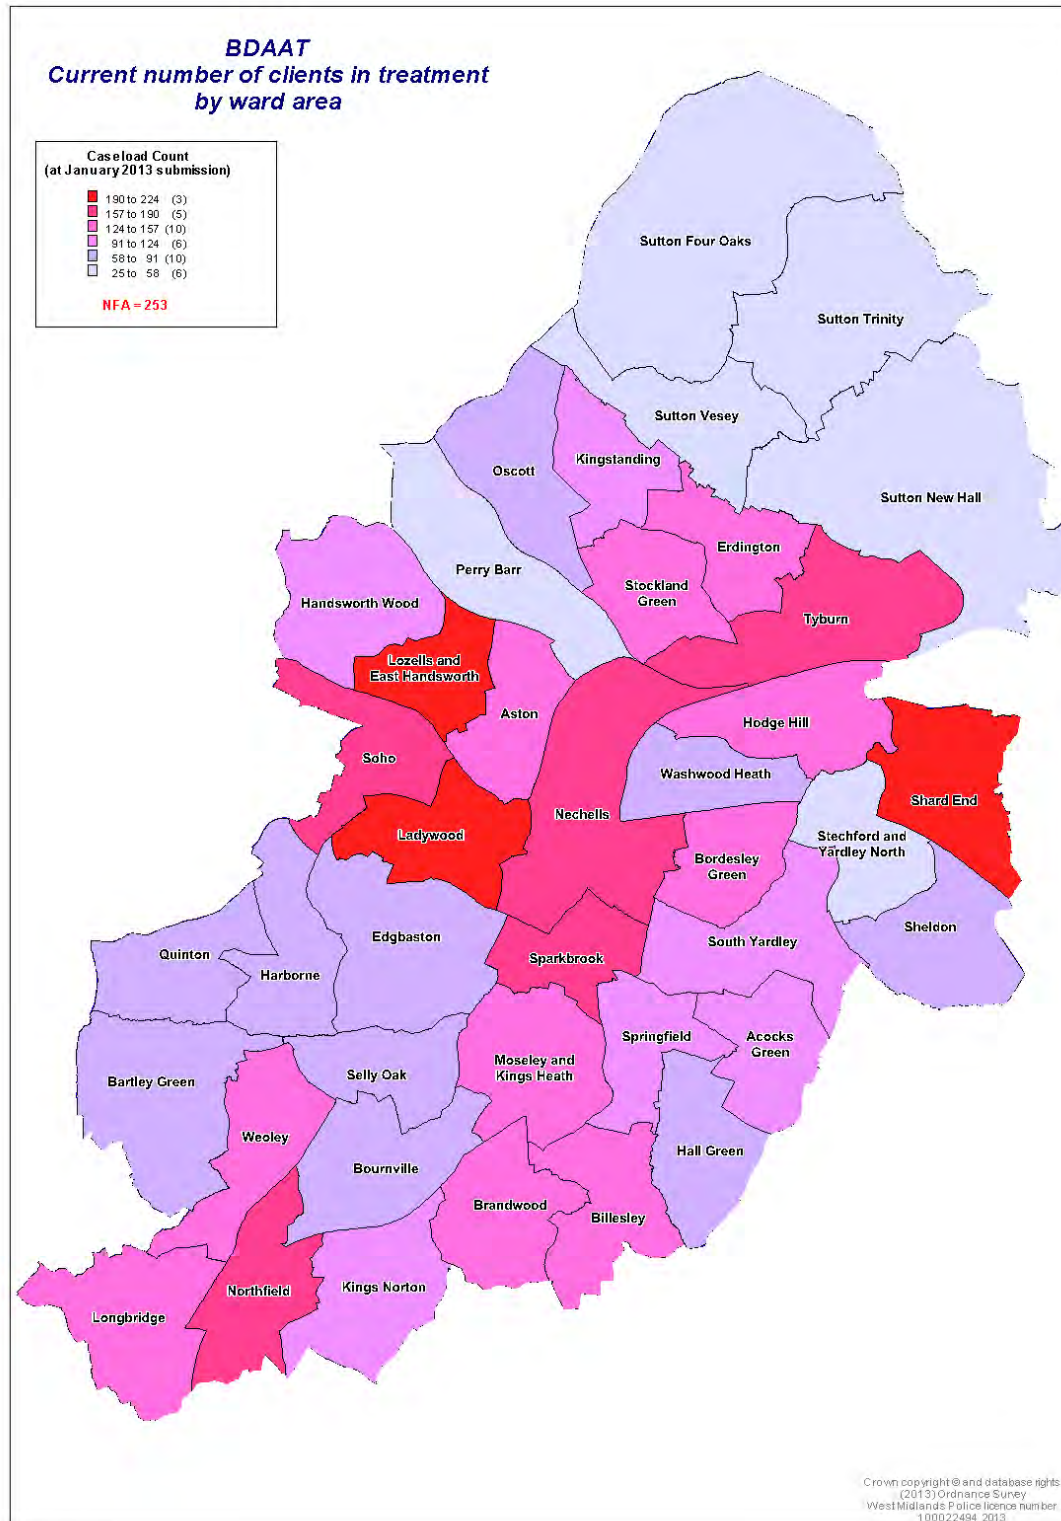 BDAAT
Current number of clients in treatment
by ward area
Caseload Count
(at January 2013 submission)
190 to 224 (3)
157 to 190 (5)
124 to 157 (10)
91 to 124 (6)
58 to 91 (10)
25 to 58 (6)
NFA = 253
Sutton Four Oaks
Sutton Trinity
Sutton Vesey
Kingstanding
Oscott
Sutton New Hall
Erdington
Perry Barr
Stockland
Green
Handsworth Wood
Tyburn
Lozells and
East Handsworth
Aston
Hodge Hill
Soho
Washwood Heath
Shard End
Nechells
Ladywood
Stechford and
Yardley North
Bordesley
Green
Sheldon
Edgbaston
South Yardley
Quinton
Sparkbrook
Harborne
Springfield
Acocks
Green
Moseley and
Kings Heath
Selly Oak
Bartley Green
Weoley
Hall Green
Bournville
Brandwood
Billesley
Kings Norton
Northfield
Longbridge
Crown copyright © and database rights
(2013) Ordnance Survey
West Midlands Police licence number
100022494 2013